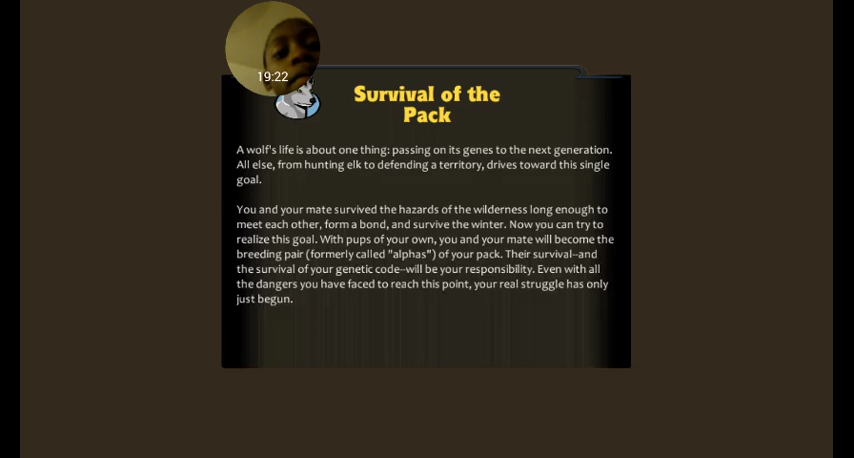 19:22
Survival of the
Pack
A wolf's life is about one thing: passing on its genes to the next generation.
All else, from hunting elk to defending a territory, drives toward this single
goal.
You and your mate survived the hazards of the wilderness long enough to
meet each other, form a bond, and survive the winter. Now you can try to
realize this goal. With pups of your own, you and your mate will become the
breeding pair (formerly called "alphas") of your pack. Their survival--and
the survival of your genetic code--will be your responsibility. Even with all
the dangers you have faced to reach this point, your real struggle has only
just begun.